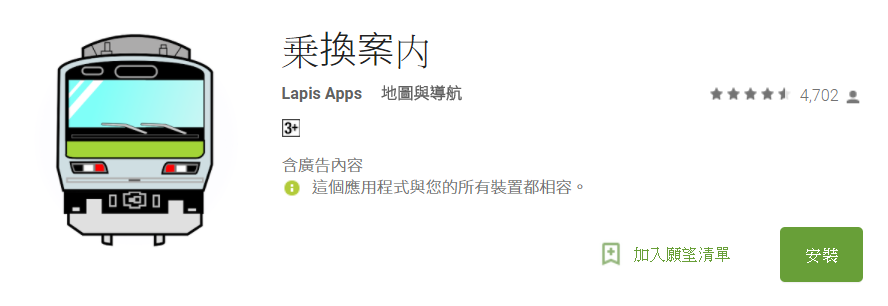 乗換案内
Lapis Apps 地圖與導航
4,702
3+
含廣告內容
這個應用程式與您的所有裝置都相容。
加入願望清單
安裝